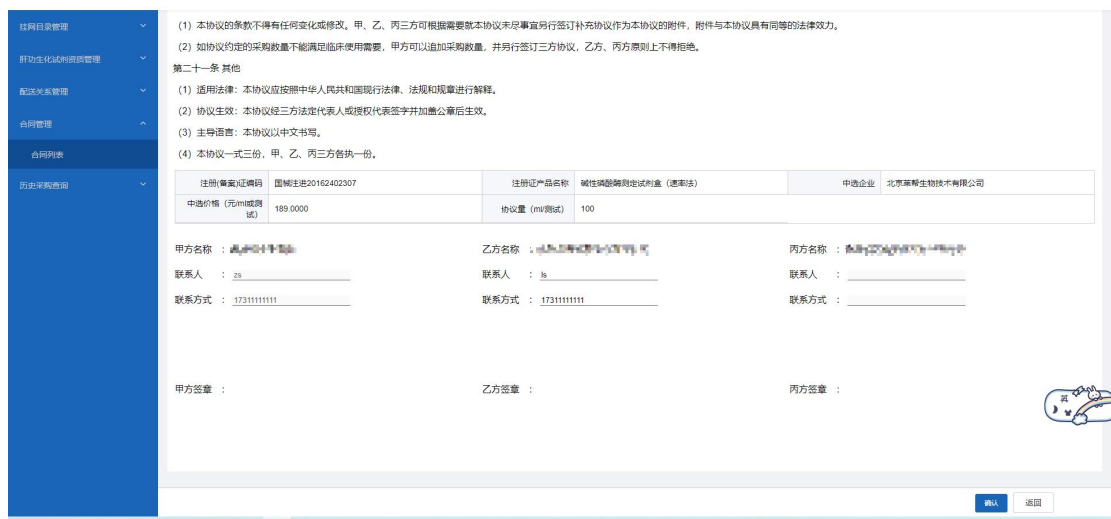 挂网目录管理
肝功生化试剂资质管理
配送关系管理
合同管理
合同列表
历史采购查询
(1) 本协议的条款不得有任何变化或修改。甲、乙、丙三方可根据需要就本协议未尽事宜另行签订补充协议作为本协议的附件，附件与本协议具有同等的法律效力。
(2) 如协议约定的采购数量不能满足临床使用需要，甲方可以追加采购数量，并另行签订三方协议，乙方、丙方原则上不得拒绝。
第二十一条 其他
(1) 适用法律：本协议应按照中华人民共和国现行法律、法规和规章进行解释。
(2) 协议生效：本协议经三方法定代表人或授权代表签字并加盖公章后生效。
(3) 主导语言：本协议以中文书写。
(4) 本协议一式三份，甲、乙、丙三方各执一份。
注册(备案)证编码 国械注进20162402307 注册证产品名称 碱性磷酸酶测定试剂盒（速率法） 中选企业 北京莱帮生物技术有限公司
中选价格（元/ml或测试） 189.0000 协议量（ml/测试） 100
甲方名称 ： 乙方名称 ： 丙方名称 ：
联系人 ： zs 联系人 ： ls 联系人 ：
联系方式 ： 17311111111 联系方式 ： 17311111111 联系方式 ：
甲方签章 ： 乙方签章 ： 丙方签章 ：
英
确认 返回